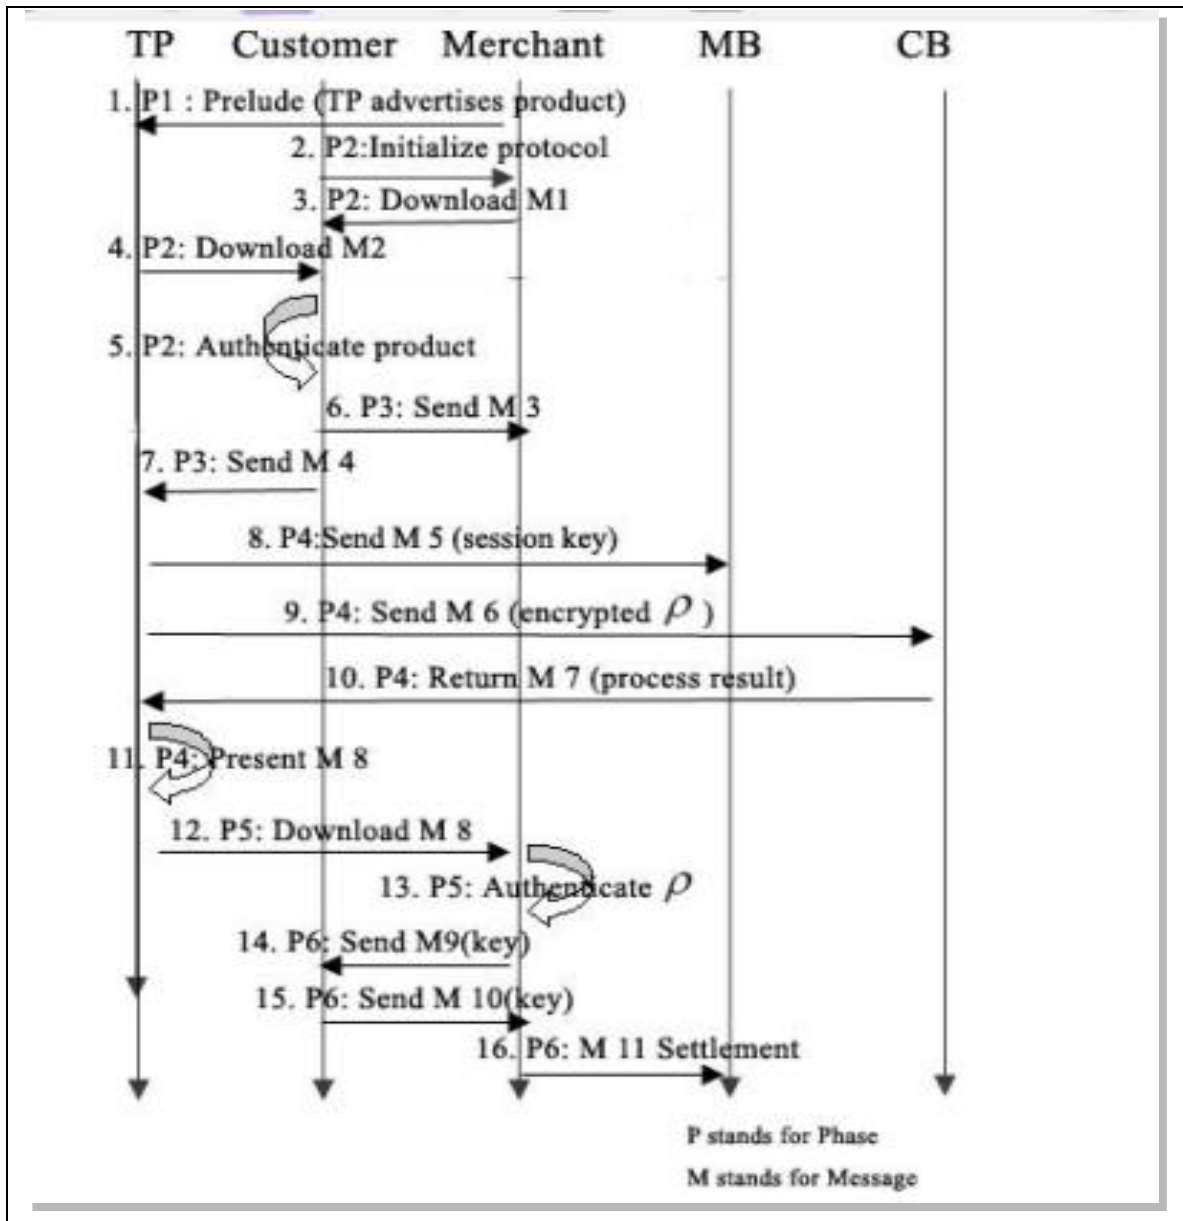 TP Customer Merchant MB CB
1. P1 : Prelude (TP advertises product)
2. P2:Initialize protocol
3. P2: Download M1
4. P2: Download M2
5. P2: Authenticate product
6. P3: Send M 3
7. P3: Send M 4
8. P4:Send M 5 (session key)
9. P4: Send M 6 (encrypted ρ )
10. P4: Return M 7 (process result)
11. P4: Present M 8
12. P5: Download M 8
13. P5: Authenticate ρ
14. P6: Send M9(key)
15. P6: Send M 10(key)
16. P6: M 11 Settlement
P stands for Phase
M stands for Message